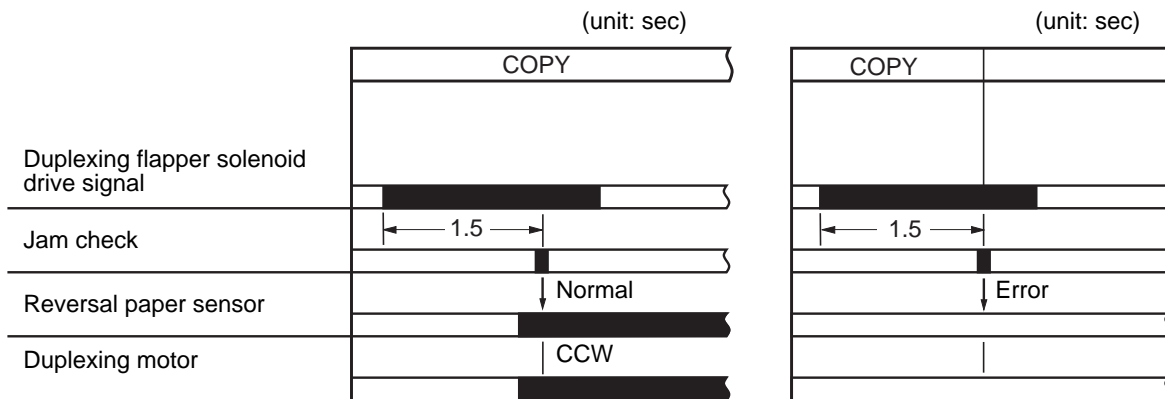 (unit: sec)
(unit: sec)
COPY
COPY
Duplexing flapper solenoid
drive signal
1.5
1.5
Jam check
Normal
Error
Reversal paper sensor
CCW
Duplexing motor